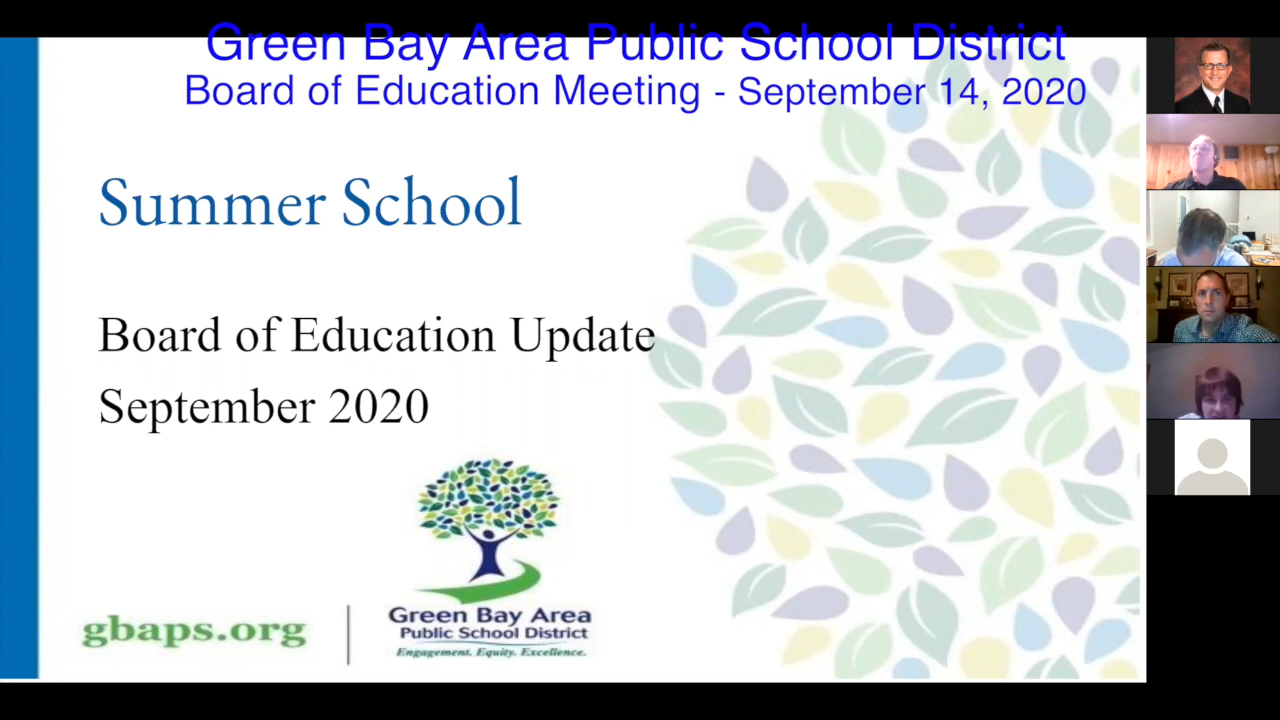 Green Bay Area Public School District
Board of Education Meeting - September 14, 2020
Summer School
Board of Education Update
September 2020
gbaps.org
Green Bay Area
Public School District
Engagement. Equity. Excellence.